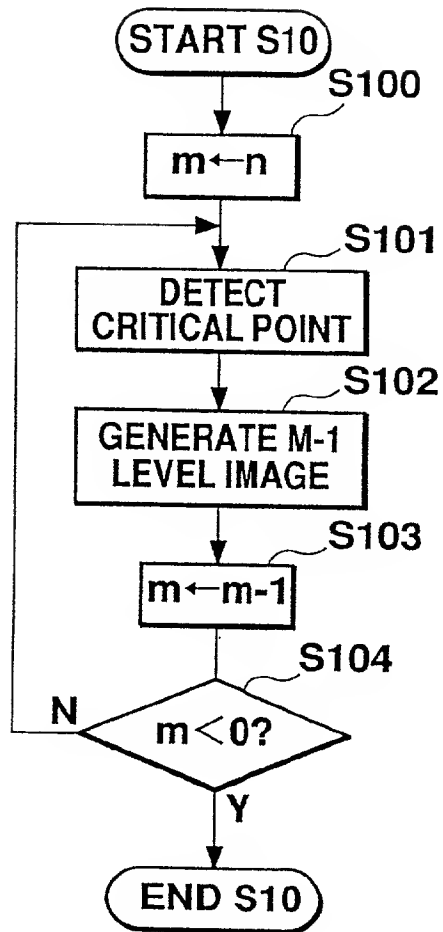 START S10
S100
m←n
S101
DETECT
CRITICAL POINT
S102
GENERATE M-1
LEVEL IMAGE
S103
m←m-1
S104
N
m<0?
Y
END S10